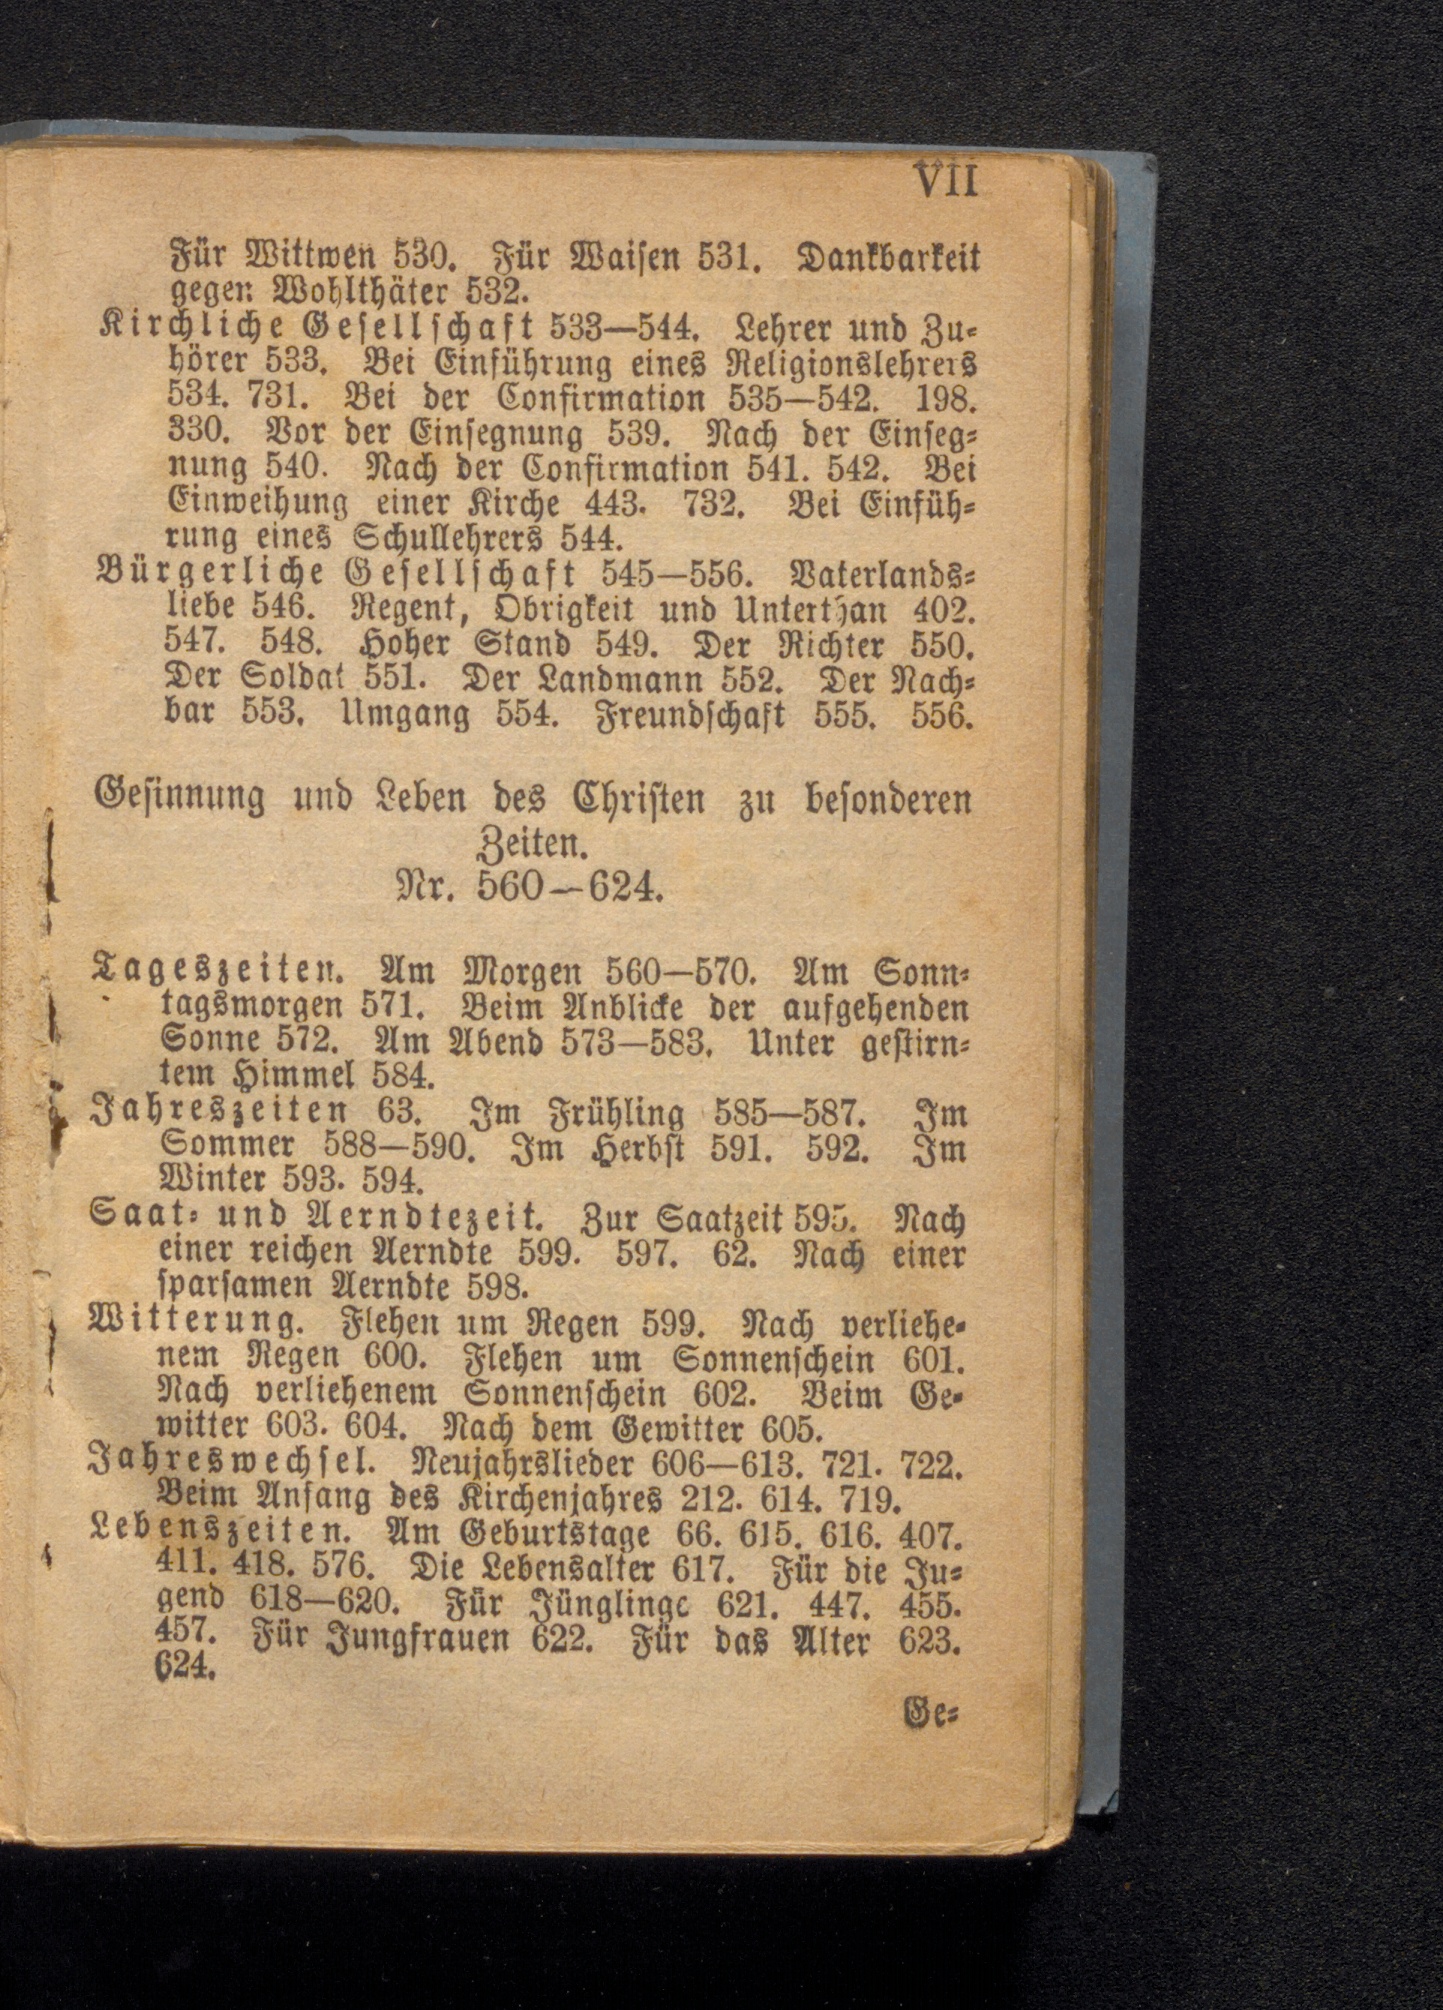 VII
Für Wittwen 530. Für Waisen 531. Dankbarkeit
gegen Wohlthäter 532.
Kirchliche Gesellschaft 533—544. Lehrer und Zu-
hörer 533. Bei Einführung eines Religionslehrers
534. 731. Bei der Confirmation 535—542. 198.
330. Vor der Einsegnung 539. Nach der Einseg-
nung 540. Nach der Confirmation 541. 542. Bei
Einweihung einer Kirche 443. 732. Bei Einfüh-
rung eines Schullehrers 544.
Bürgerliche Gesellschaft 545—556. Vaterlands-
liebe 546. Regent, Obrigkeit und Unterthan 402.
547. 548. Hoher Stand 549. Der Richter 550.
Der Soldat 551. Der Landmann 552. Der Nach-
bar 553. Umgang 554. Freundschaft 555. 556.
Gesinnung und Leben des Christen zu besonderen
Zeiten.
Nr. 560—624.
Tageszeiten. Am Morgen 560—570. Am Sonn-
tagsmorgen 571. Beim Anblicke der aufgehenden
Sonne 572. Am Abend 573—583. Unter gestirn-
tem Himmel 584.
Jahreszeiten 63. Im Frühling 585—587. Im
Sommer 588—590. Im Herbst 591. 592. Im
Winter 593. 594.
Saat- und Aerndtezeit. Zur Saatzeit 595. Nach
einer reichen Aerndte 599. 597. 62. Nach einer
sparsamen Aerndte 598.
Witterung. Flehen um Regen 599. Nach verliehe-
nem Regen 600. Flehen um Sonnenschein 601.
Nach verliehenem Sonnenschein 602. Beim Ge-
witter 603. 604. Nach dem Gewitter 605.
Jahreswechsel. Neujahrslieder 606—613. 721. 722.
Beim Anfang des Kirchenjahres 212. 614. 719.
Lebenszeiten. Am Geburtstage 66. 615. 616. 407.
411. 418. 576. Die Lebensalter 617. Für die Ju-
gend 618—620. Für Jünglinge 621. 447. 455.
457. Für Jungfrauen 622. Für das Alter 623.
624.
Ge-